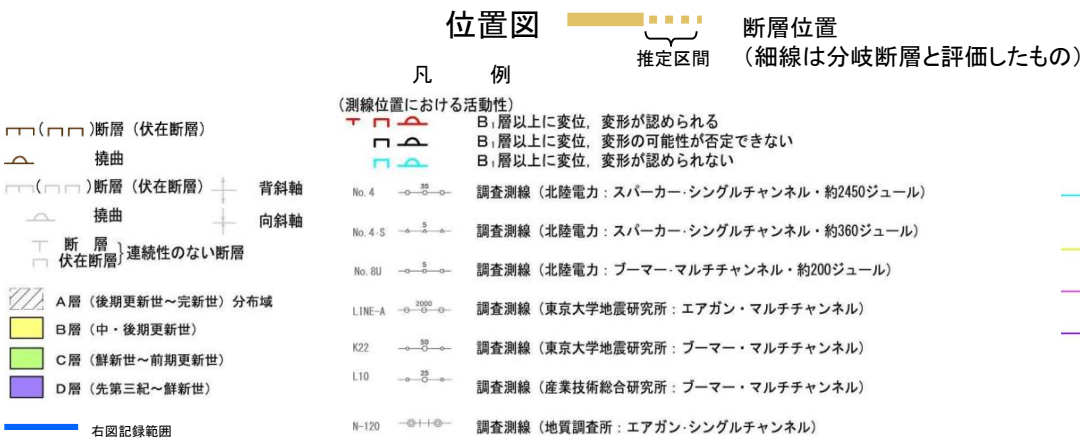 位置図
断層位置
推定区間
（細線は分岐断層と評価したもの）
凡 例
（測線位置における活動性）
B₁層以上に変位，変形が認められる
B₁層以上に変位，変形の可能性が否定できない
B₁層以上に変位，変形が認められない
( )断層（伏在断層）
撓曲
( )断層（伏在断層）
背斜軸
撓曲
向斜軸
断 層
伏在断層}連続性のない断層
A層（後期更新世～完新世）分布域
B層（中・後期更新世）
C層（鮮新世～前期更新世）
D層（先第三紀～鮮新世）
右図記録範囲
No. 4 35 調査測線（北陸電力：スパーカー･シングルチャンネル・約2450ジュール）
No. 4-S 5 調査測線（北陸電力：スパーカー･シングルチャンネル・約360ジュール）
No. 8U 5 調査測線（北陸電力：ブーマー･マルチチャンネル・約200ジュール）
LINE-A 2000 調査測線（東京大学地震研究所：エアガン・マルチチャンネル）
K22 50 調査測線（東京大学地震研究所：ブーマー・マルチチャンネル）
L10 25 調査測線（産業技術総合研究所：ブーマー・マルチチャンネル）
N-120 調査測線（地質調査所：エアガン･シングルチャンネル）